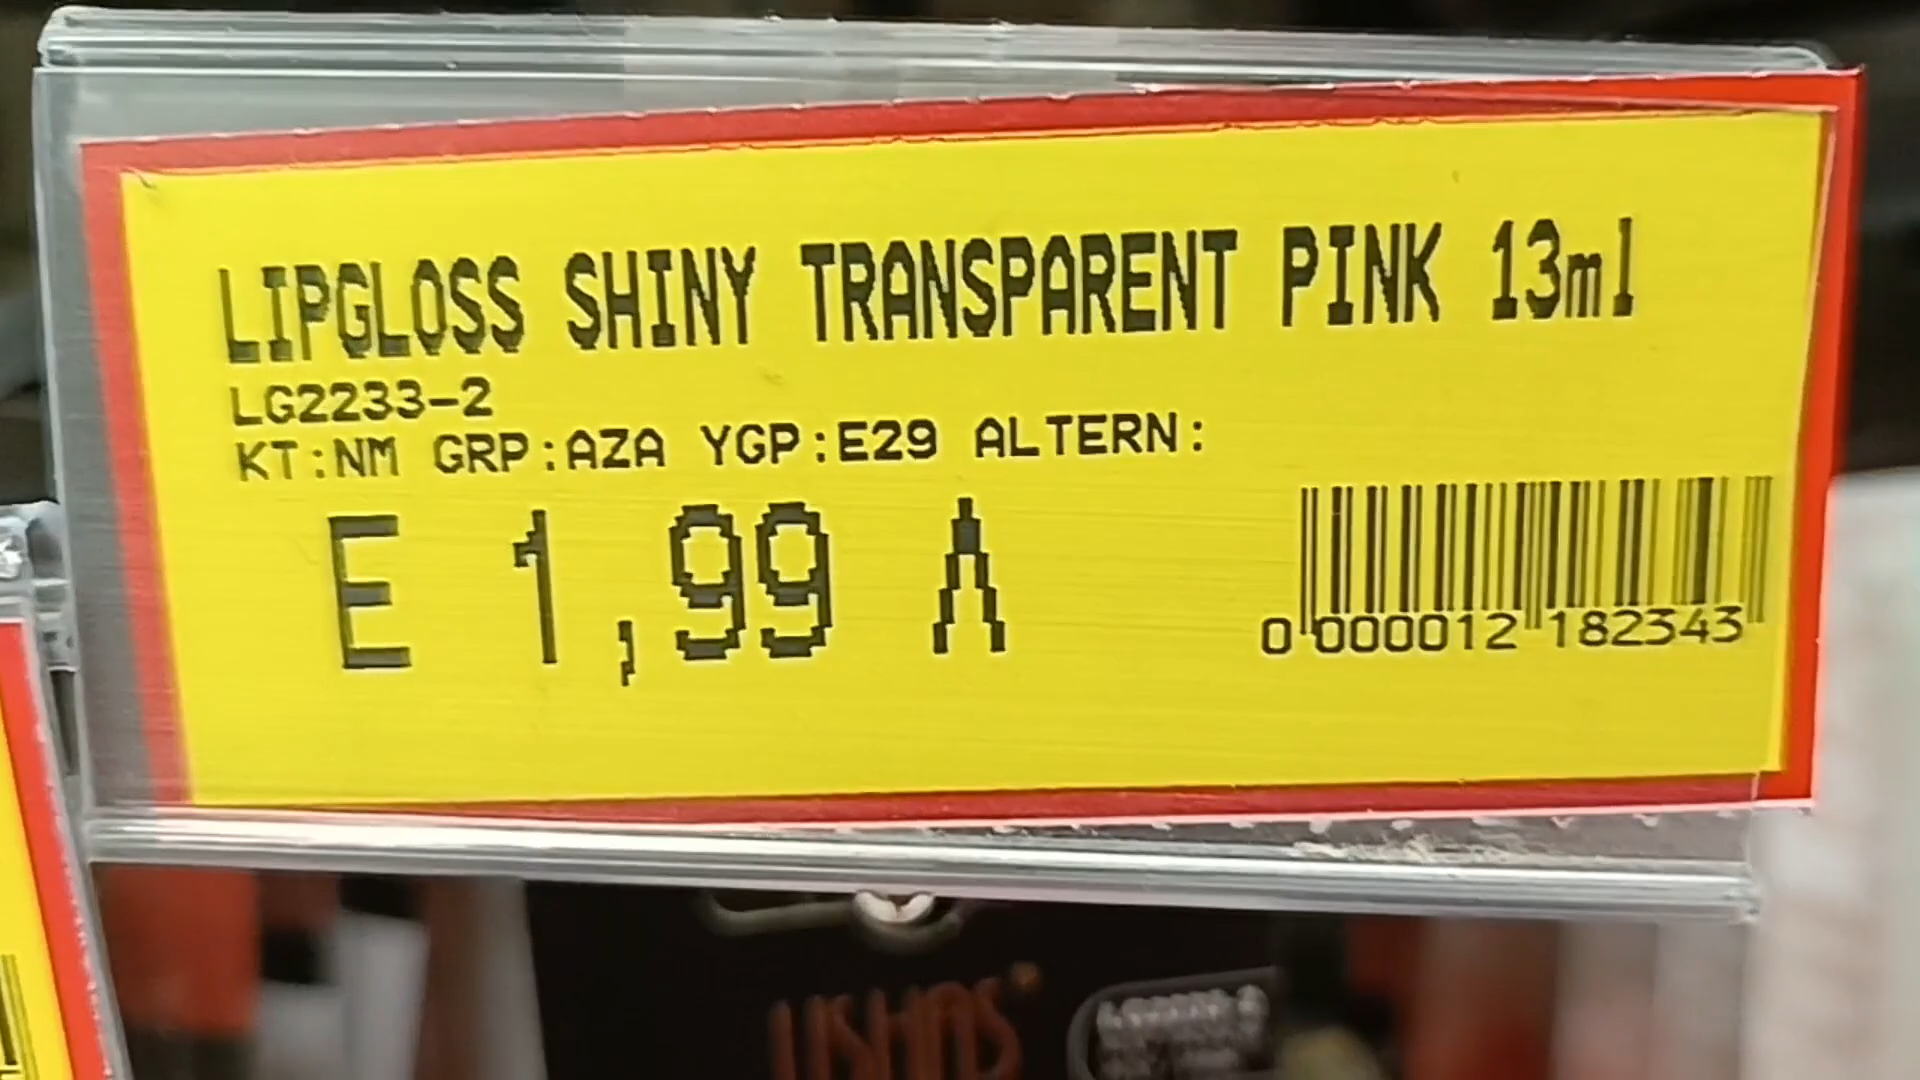 LIPGLOSS SHINY TRANSPARENT PINK 13ml
LG2233-2
KT:NM GRP:AZA YGP:E29 ALTERN:
E 1,99 A
0 000012 182343